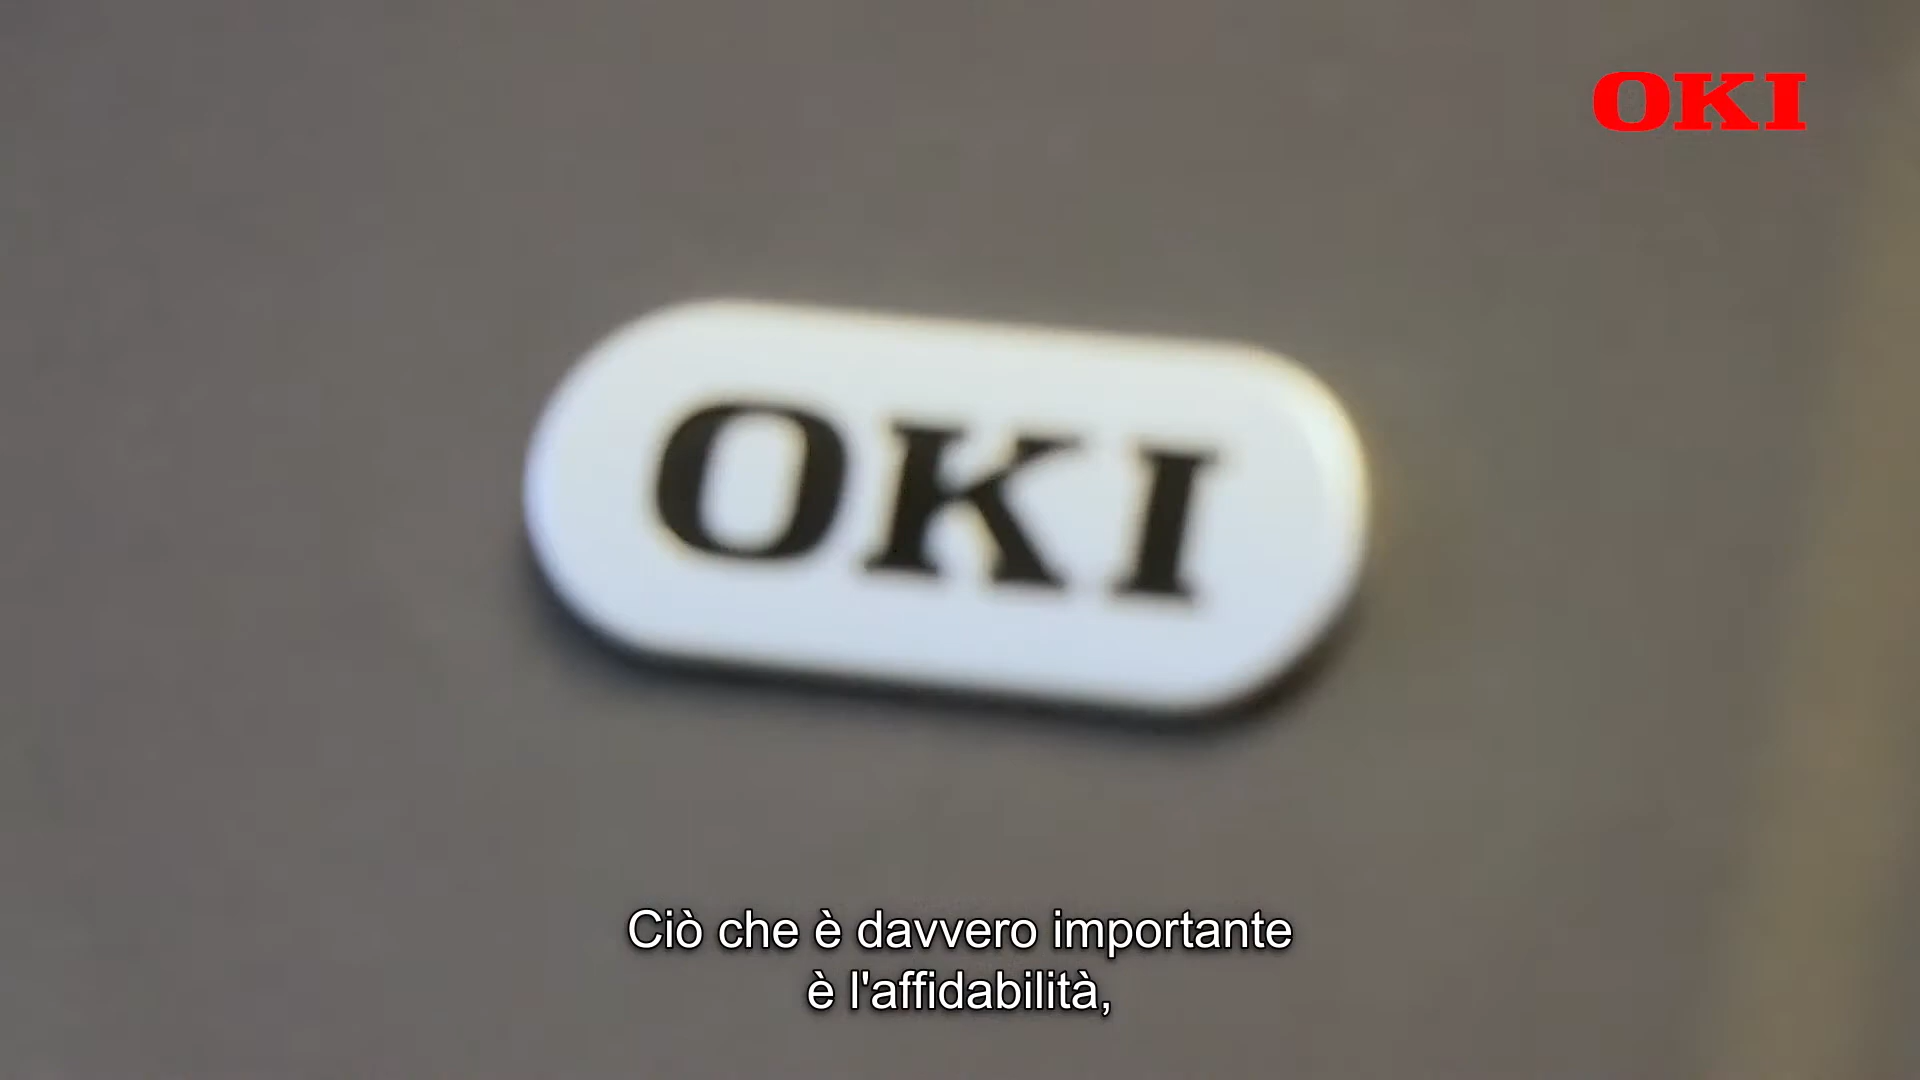 OKI
OKI
Ciò che è davvero importante
è l'affidabilità,